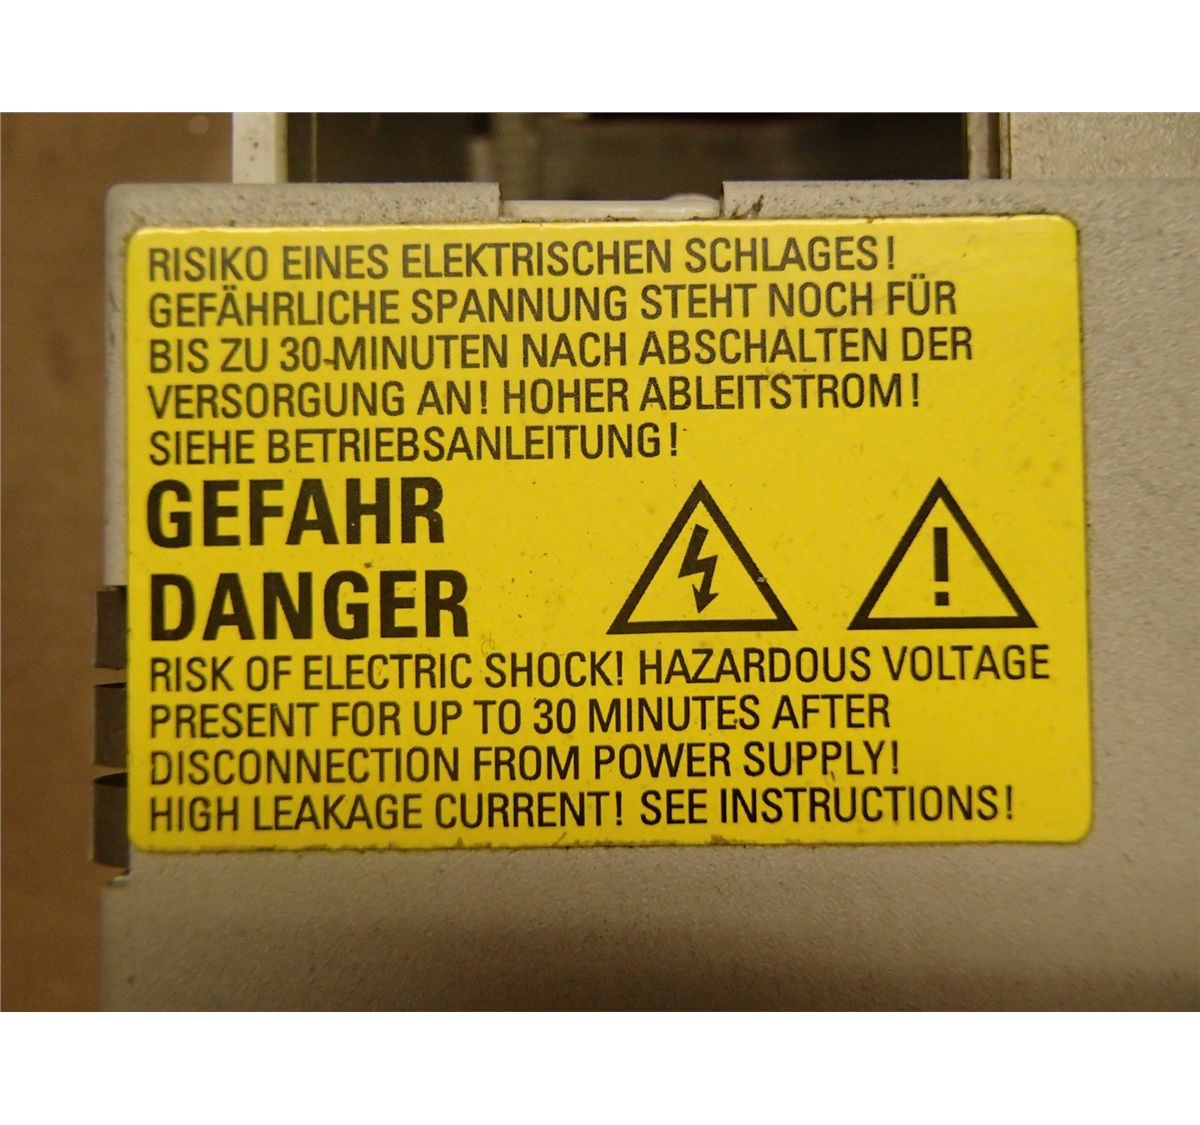 RISIKO EINES ELEKTRISCHEN SCHLAGES!
GEFÄHRLICHE SPANNUNG STEHT NOCH FÜR
BIS ZU 30-MINUTEN NACH ABSCHALTEN DER
VERSORGUNG AN! HOHER ABLEITSTROM!
SIEHE BETRIEBSANLEITUNG!
GEFAHR
DANGER
RISK OF ELECTRIC SHOCK! HAZARDOUS VOLTAGE
PRESENT FOR UP TO 30 MINUTES AFTER
DISCONNECTION FROM POWER SUPPLY!
HIGH LEAKAGE CURRENT! SEE INSTRUCTIONS!